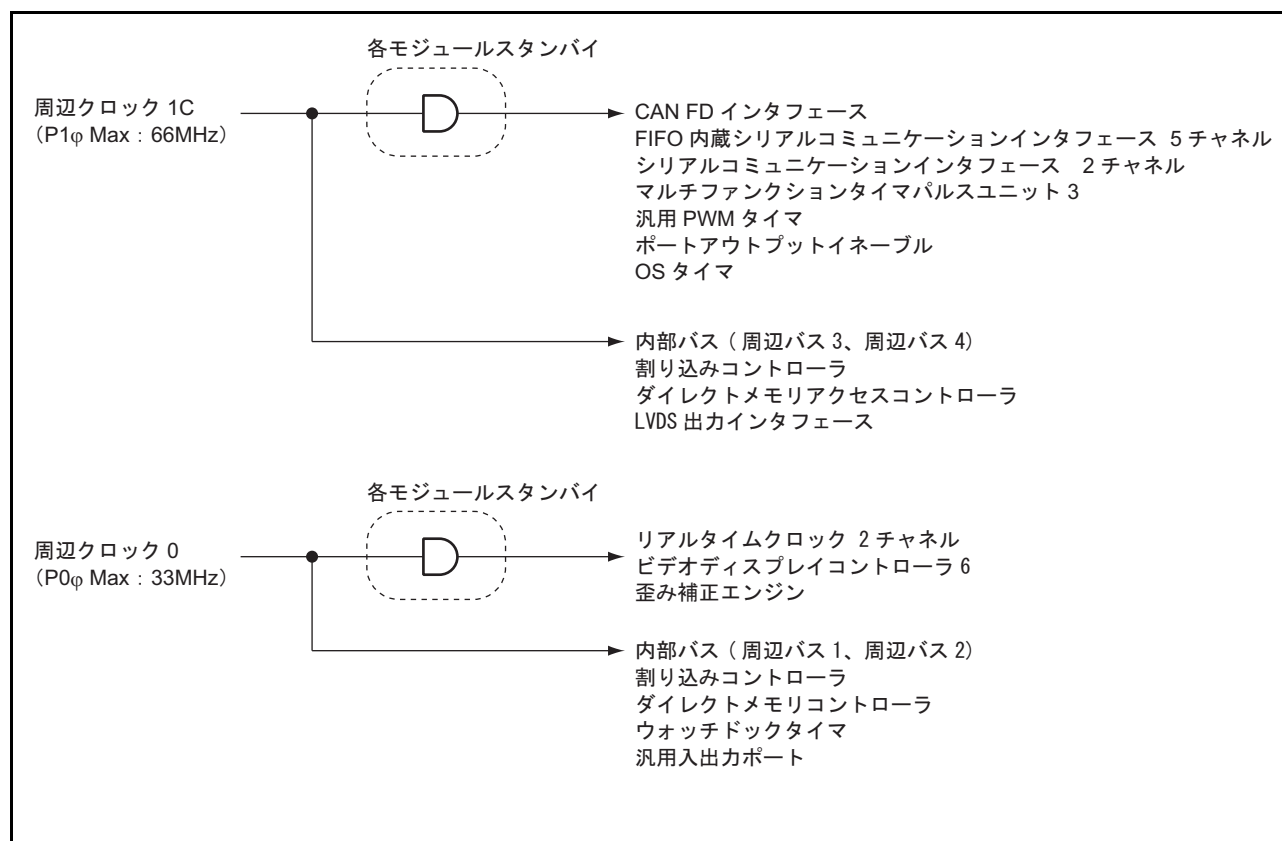 各モジュールスタンバイ
周辺クロック 1C
（P1φ Max：66MHz）
CAN FD インタフェース
FIFO 内蔵シリアルコミュニケーションインタフェース 5 チャネル
シリアルコミュニケーションインタフェース 2 チャネル
マルチファンクションタイマパルスユニット 3
汎用 PWM タイマ
ポートアウトプットイネーブル
OS タイマ
内部バス（周辺バス 3、周辺バス 4）
割り込みコントローラ
ダイレクトメモリアクセスコントローラ
LVDS 出力インタフェース
各モジュールスタンバイ
周辺クロック 0
（P0φ Max：33MHz）
リアルタイムクロック 2 チャネル
ビデオディスプレイコントローラ 6
歪み補正エンジン
内部バス（周辺バス 1、周辺バス 2）
割り込みコントローラ
ダイレクトメモリコントローラ
ウォッチドックタイマ
汎用入出力ポート